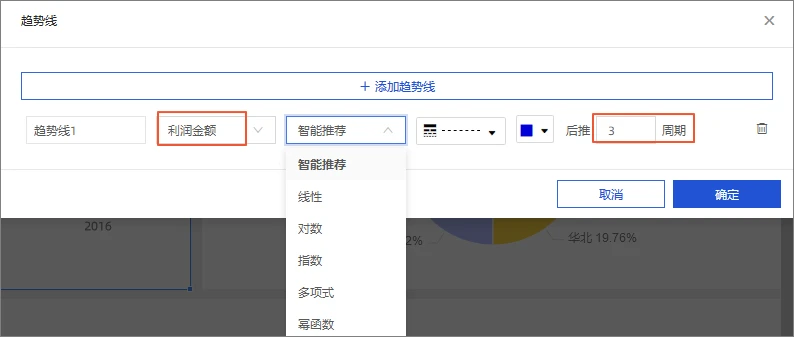 趋势线
+ 添加趋势线
趋势线1 利润金额 智能推荐 后推 3 周期
智能推荐
线性
对数
指数
多项式
幂函数
取消 确定
2016
2%
华北 19.76%